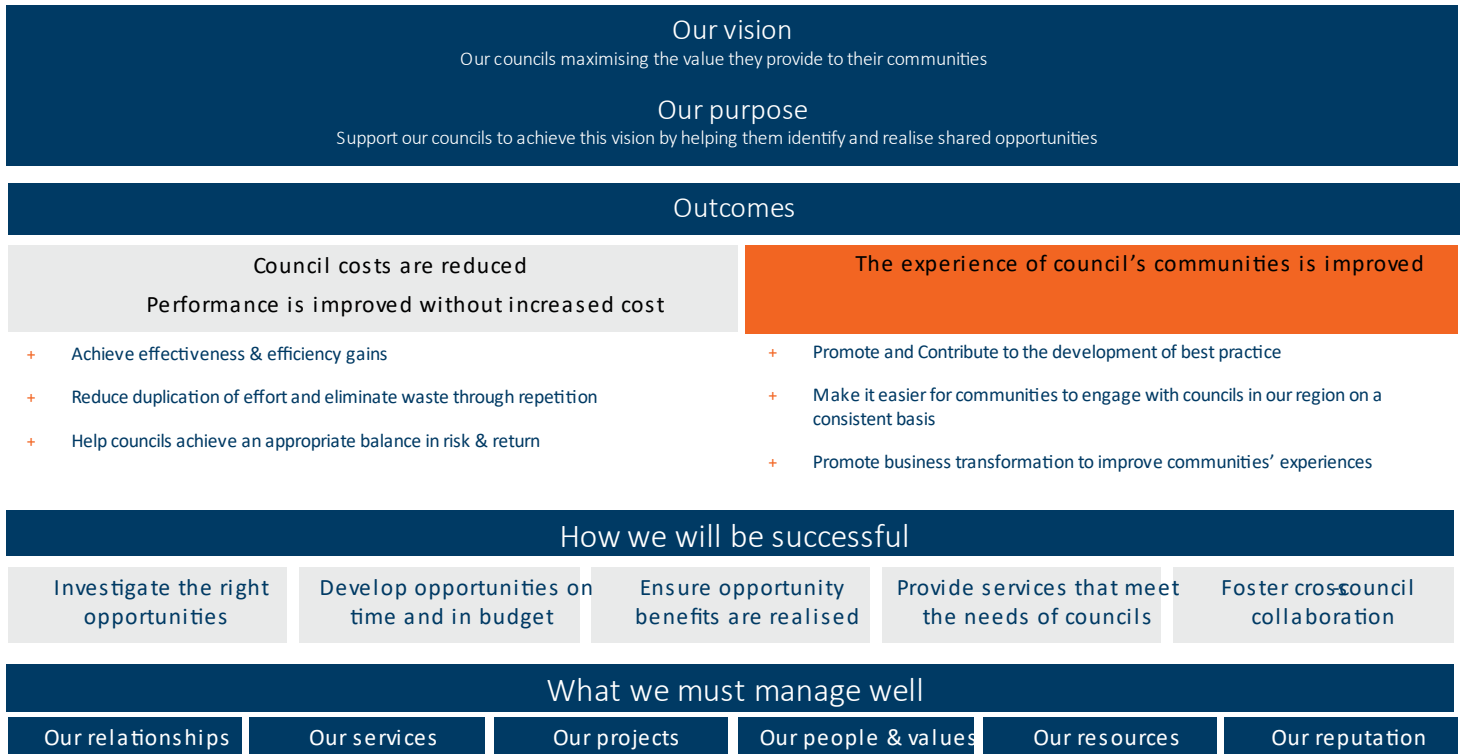 Our vision
Our councils maximising the value they provide to their communities
Our purpose
Support our councils to achieve this vision by helping them identify and realise shared opportunities
Outcomes
Council costs are reduced
Performance is improved without increased cost
+ Achieve effectiveness & efficiency gains
+ Reduce duplication of effort and eliminate waste through repetition
+ Help councils achieve an appropriate balance in risk & return
The experience of council's communities is improved
+ Promote and Contribute to the development of best practice
+ Make it easier for communities to engage with councils in our region on a
consistent basis
+ Promote business transformation to improve communities' experiences
How we will be successful
Investigate the right
opportunities
Develop opportunities on
time and in budget
Ensure opportunity
benefits are realised
Provide services that meet
the needs of councils
Foster cross-council
collaboration
What we must manage well
Our relationships
Our services
Our projects
Our people & values
Our resources
Our reputation